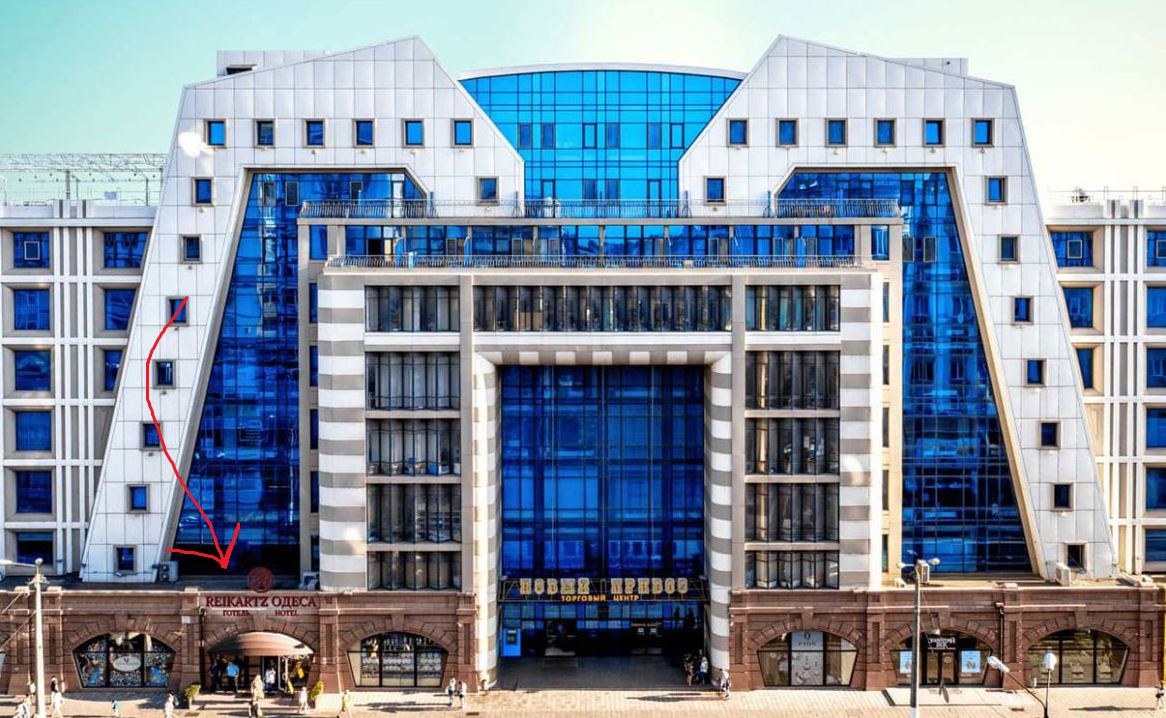 REIKARTZ ОДЕСА
ГОТЕЛЬ HOTEL
НОВЫЙ ПРИВОЗ
ТОРГОВЫЙ ЦЕНТР